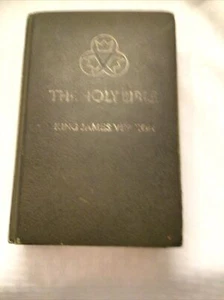 THE HOLY BIBLE
KING JAMES VERSION